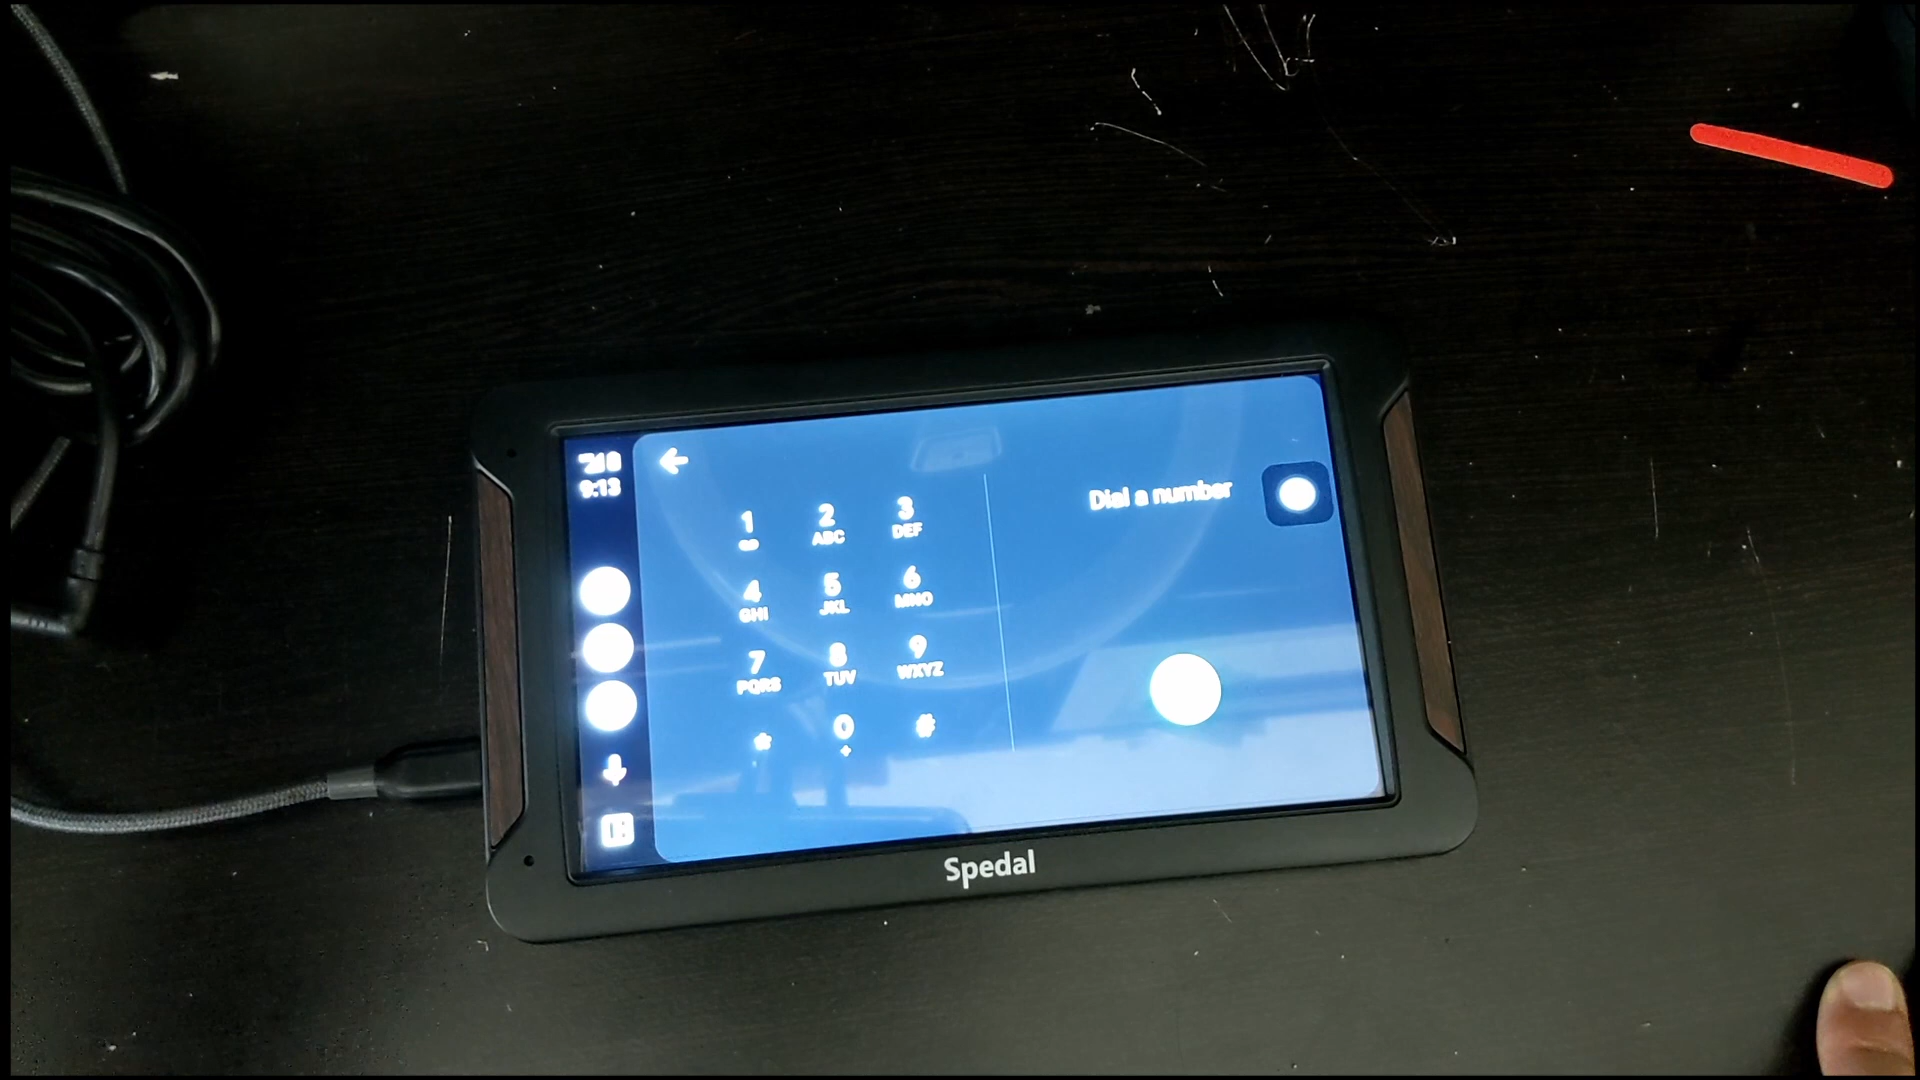 9:13
Dial a number
1 2 3
ABC DEF
4 5 6
GHI JKL MNO
7 8 9
PQRS TUV WXYZ
* 0 #
+
Spedal